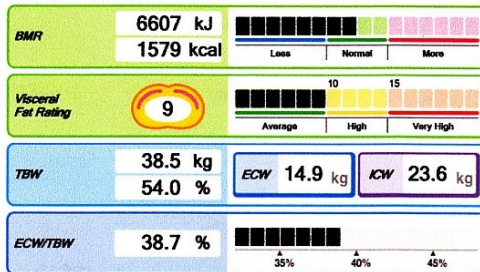 BMR 6607 kJ
1579 kcal
Less Normal More
10 15
Visceral
Fat Rating 9
Average High Very High
TBW 38.5 kg
54.0 %
ECW 14.9 kg ICW 23.6 kg
ECW/TBW 38.7 %
35% 40% 45%